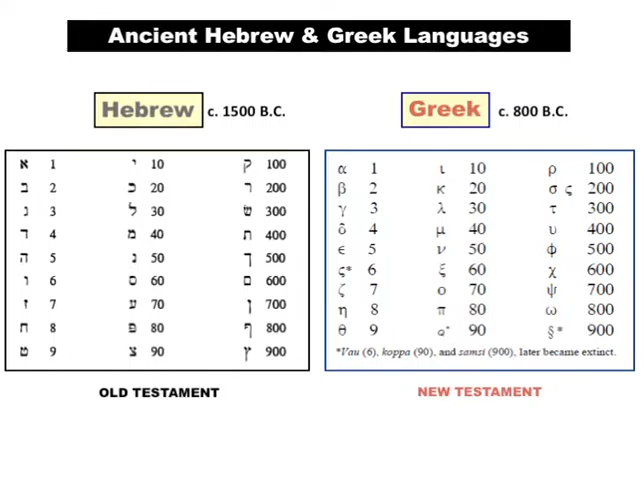 Ancient Hebrew & Greek Languages
Hebrew c. 1500 B.C.
א 1 י 10 ק 100
ב 2 כ 20 ר 200
ג 3 ל 30 ש 300
ד 4 מ 40 ת 400
ה 5 נ 50 ך 500
ו 6 ס 60 ם 600
ז 7 ע 70 ן 700
ח 8 פ 80 ף 800
ט 9 צ 90 ץ 900
OLD TESTAMENT
Greek c. 800 B.C.
α 1 ι 10 ρ 100
β 2 κ 20 σ ς 200
γ 3 λ 30 τ 300
δ 4 μ 40 υ 400
ϵ 5 ν 50 φ 500
ς* 6 ξ 60 χ 600
ζ 7 ο 70 ψ 700
η 8 π 80 ω 800
θ 9 ϙ* 90 §* 900
*Vau (6), koppa (90), and samsi (900), later became extinct.
NEW TESTAMENT